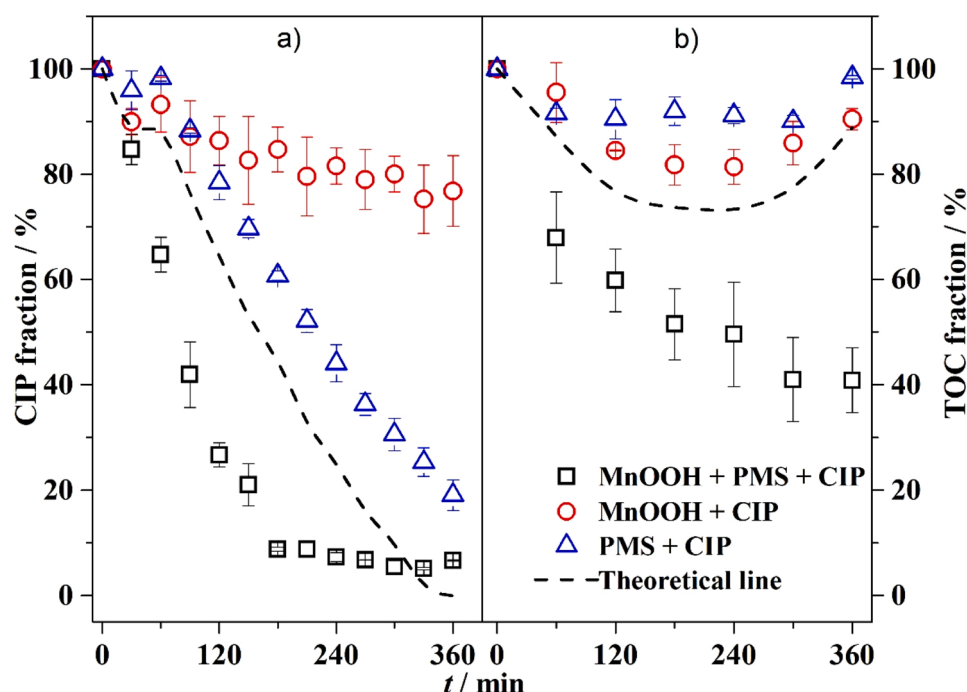 a)
b)
100
80
60
40
20
0
CIP fraction / %
100
80
60
40
20
0
TOC fraction / %
MnOOH + PMS + CIP
MnOOH + CIP
PMS + CIP
Theoretical line
0 120 240 360 0 120 240 360
t / min